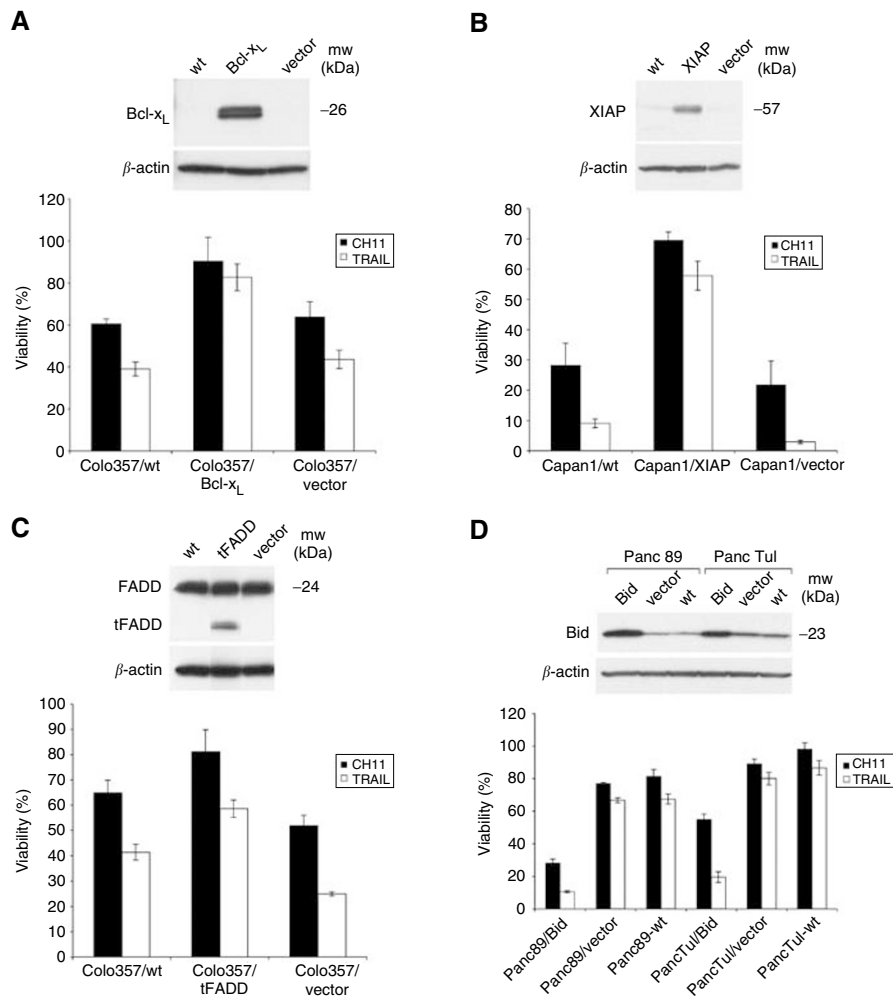 A
wt
Bcl-xL
vector
mw
(kDa)
Bcl-xL
–26
β-actin
120
100
80
60
40
20
0
Viability (%)
CH11
TRAIL
Colo357/wt
Colo357/
Bcl-xL
Colo357/
vector
B
wt
XIAP
vector
mw
(kDa)
XIAP
–57
β-actin
80
70
60
50
40
30
20
10
0
Viability (%)
CH11
TRAIL
Capan1/wt
Capan1/XIAP
Capan1/vector
C
wt
tFADD
vector
mw
(kDa)
FADD
–24
tFADD
β-actin
100
90
80
70
60
50
40
30
20
10
0
Viability (%)
CH11
TRAIL
Colo357/wt
Colo357/
tFADD
Colo357/
vector
D
Panc 89
Panc Tul
Bid
vector
wt
Bid
vector
wt
mw
(kDa)
Bid
–23
β-actin
120
100
80
60
40
20
0
Viability (%)
CH11
TRAIL
Panc89/Bid
Panc89/vector
Panc89-wt
PancTul/Bid
PancTul/vector
PancTul-wt